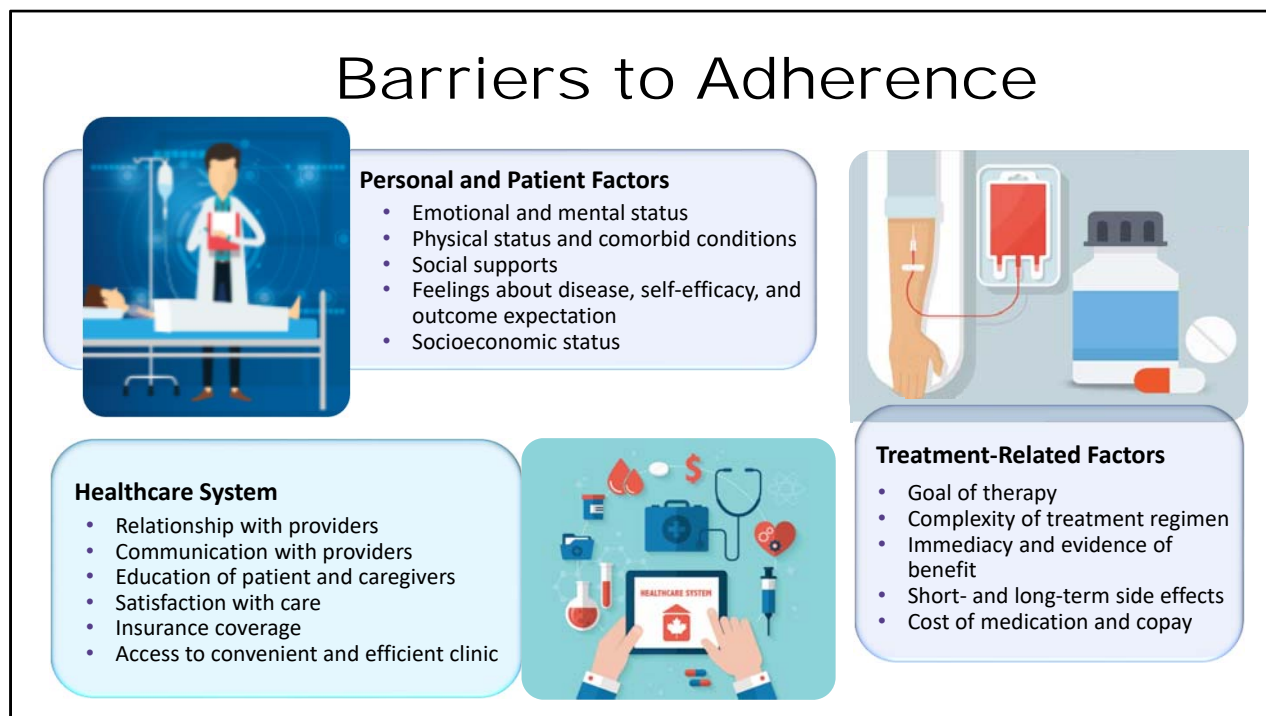 Barriers to Adherence
Personal and Patient Factors
• Emotional and mental status
• Physical status and comorbid conditions
• Social supports
• Feelings about disease, self-efficacy, and
outcome expectation
• Socioeconomic status
Healthcare System
• Relationship with providers
• Communication with providers
• Education of patient and caregivers
• Satisfaction with care
• Insurance coverage
• Access to convenient and efficient clinic
HEALTHCARE SYSTEM
Treatment-Related Factors
• Goal of therapy
• Complexity of treatment regimen
• Immediacy and evidence of
benefit
• Short- and long-term side effects
• Cost of medication and copay